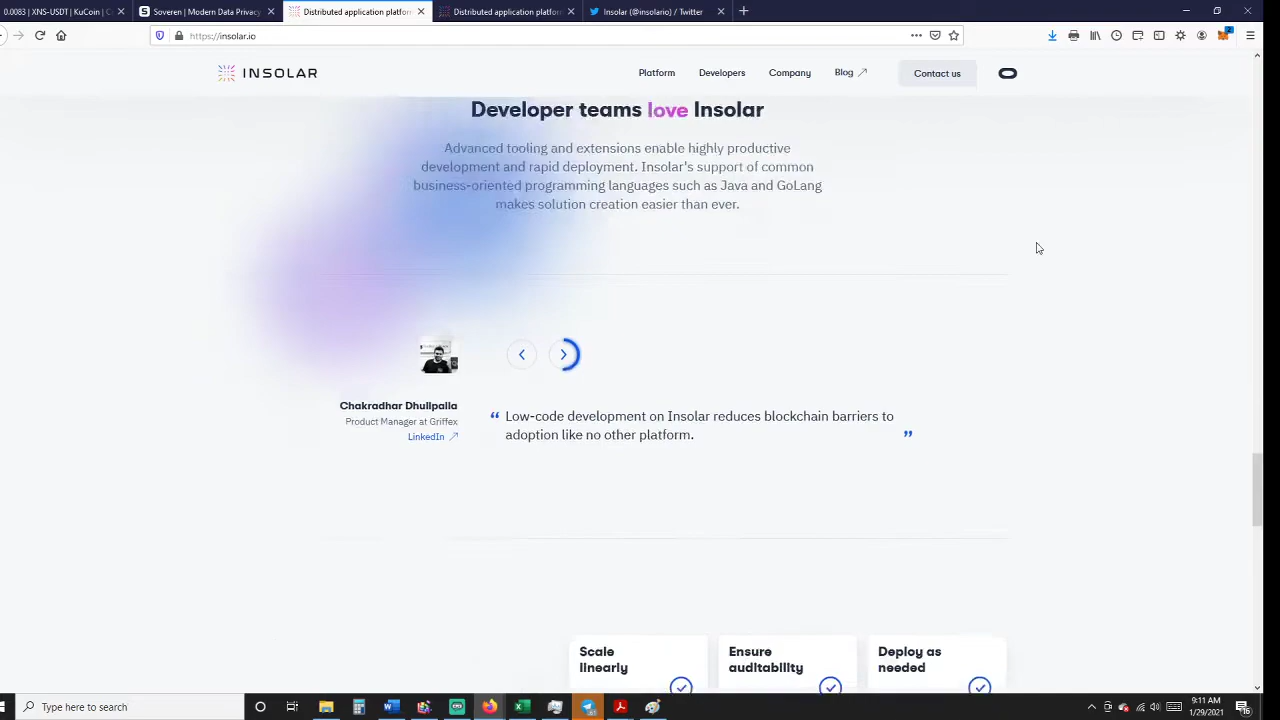 0.0083 | XNS-USDT | KuCoin | C
Soveren | Modern Data Privacy
Distributed application platform
Distributed application platform
Insolar (@insolario) / Twitter
https://insolar.io
INSOLAR
Platform
Developers
Company
Blog
Contact us
Developer teams love Insolar
Advanced tooling and extensions enable highly productive
development and rapid deployment. Insolar's support of common
business-oriented programming languages such as Java and GoLang
makes solution creation easier than ever.
Chakradhar Dhulipalla
Product Manager at Griffex
LinkedIn
“ Low-code development on Insolar reduces blockchain barriers to
adoption like no other platform. ”
Scale
linearly
Ensure
auditability
Deploy as
needed
Type here to search
9:11 AM
1/29/2021